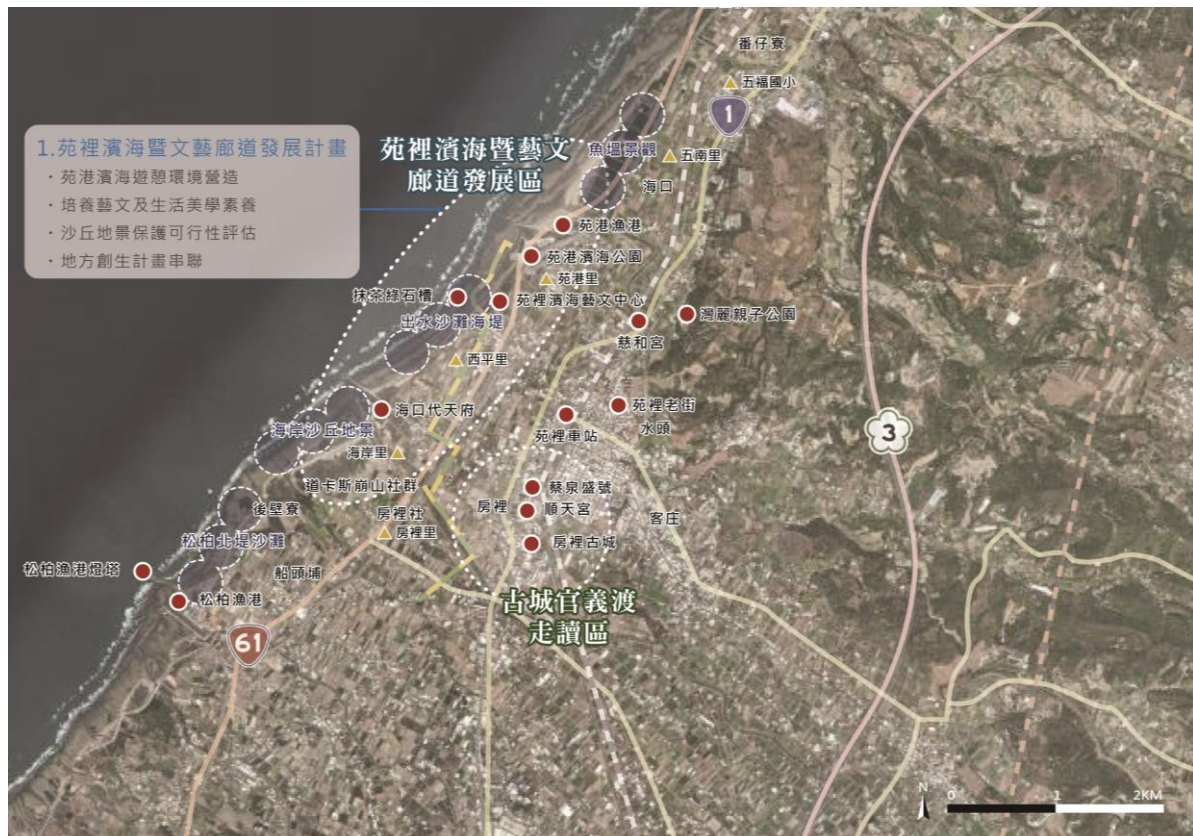 番仔寮
五福國小
1
1.苑裡濱海暨文藝廊道發展計畫
・苑港濱海遊憩環境營造
・培養藝文及生活美學素養
・沙丘地景保護可行性評估
・地方創生計畫串聯
苑裡濱海暨藝文
廊道發展區
魚塭景觀
五南里
海口
苑港漁港
苑港濱海公園
苑港里
抹茶綠石槽
苑裡濱海藝文中心
灣麗親子公園
出水沙灘海堤
慈和宮
西平里
海口代天府
苑裡老街
水頭
苑裡車站
海岸沙丘地景
海岸里
3
道卡斯崩山社群
蔡泉盛號
後壁寮
房裡社
房裡
順天宮
客庄
房裡里
松柏北堤沙灘
房裡古城
松柏漁港燈塔
船頭埔
松柏漁港
古城官義渡
走讀區
61
N
0 1 2KM